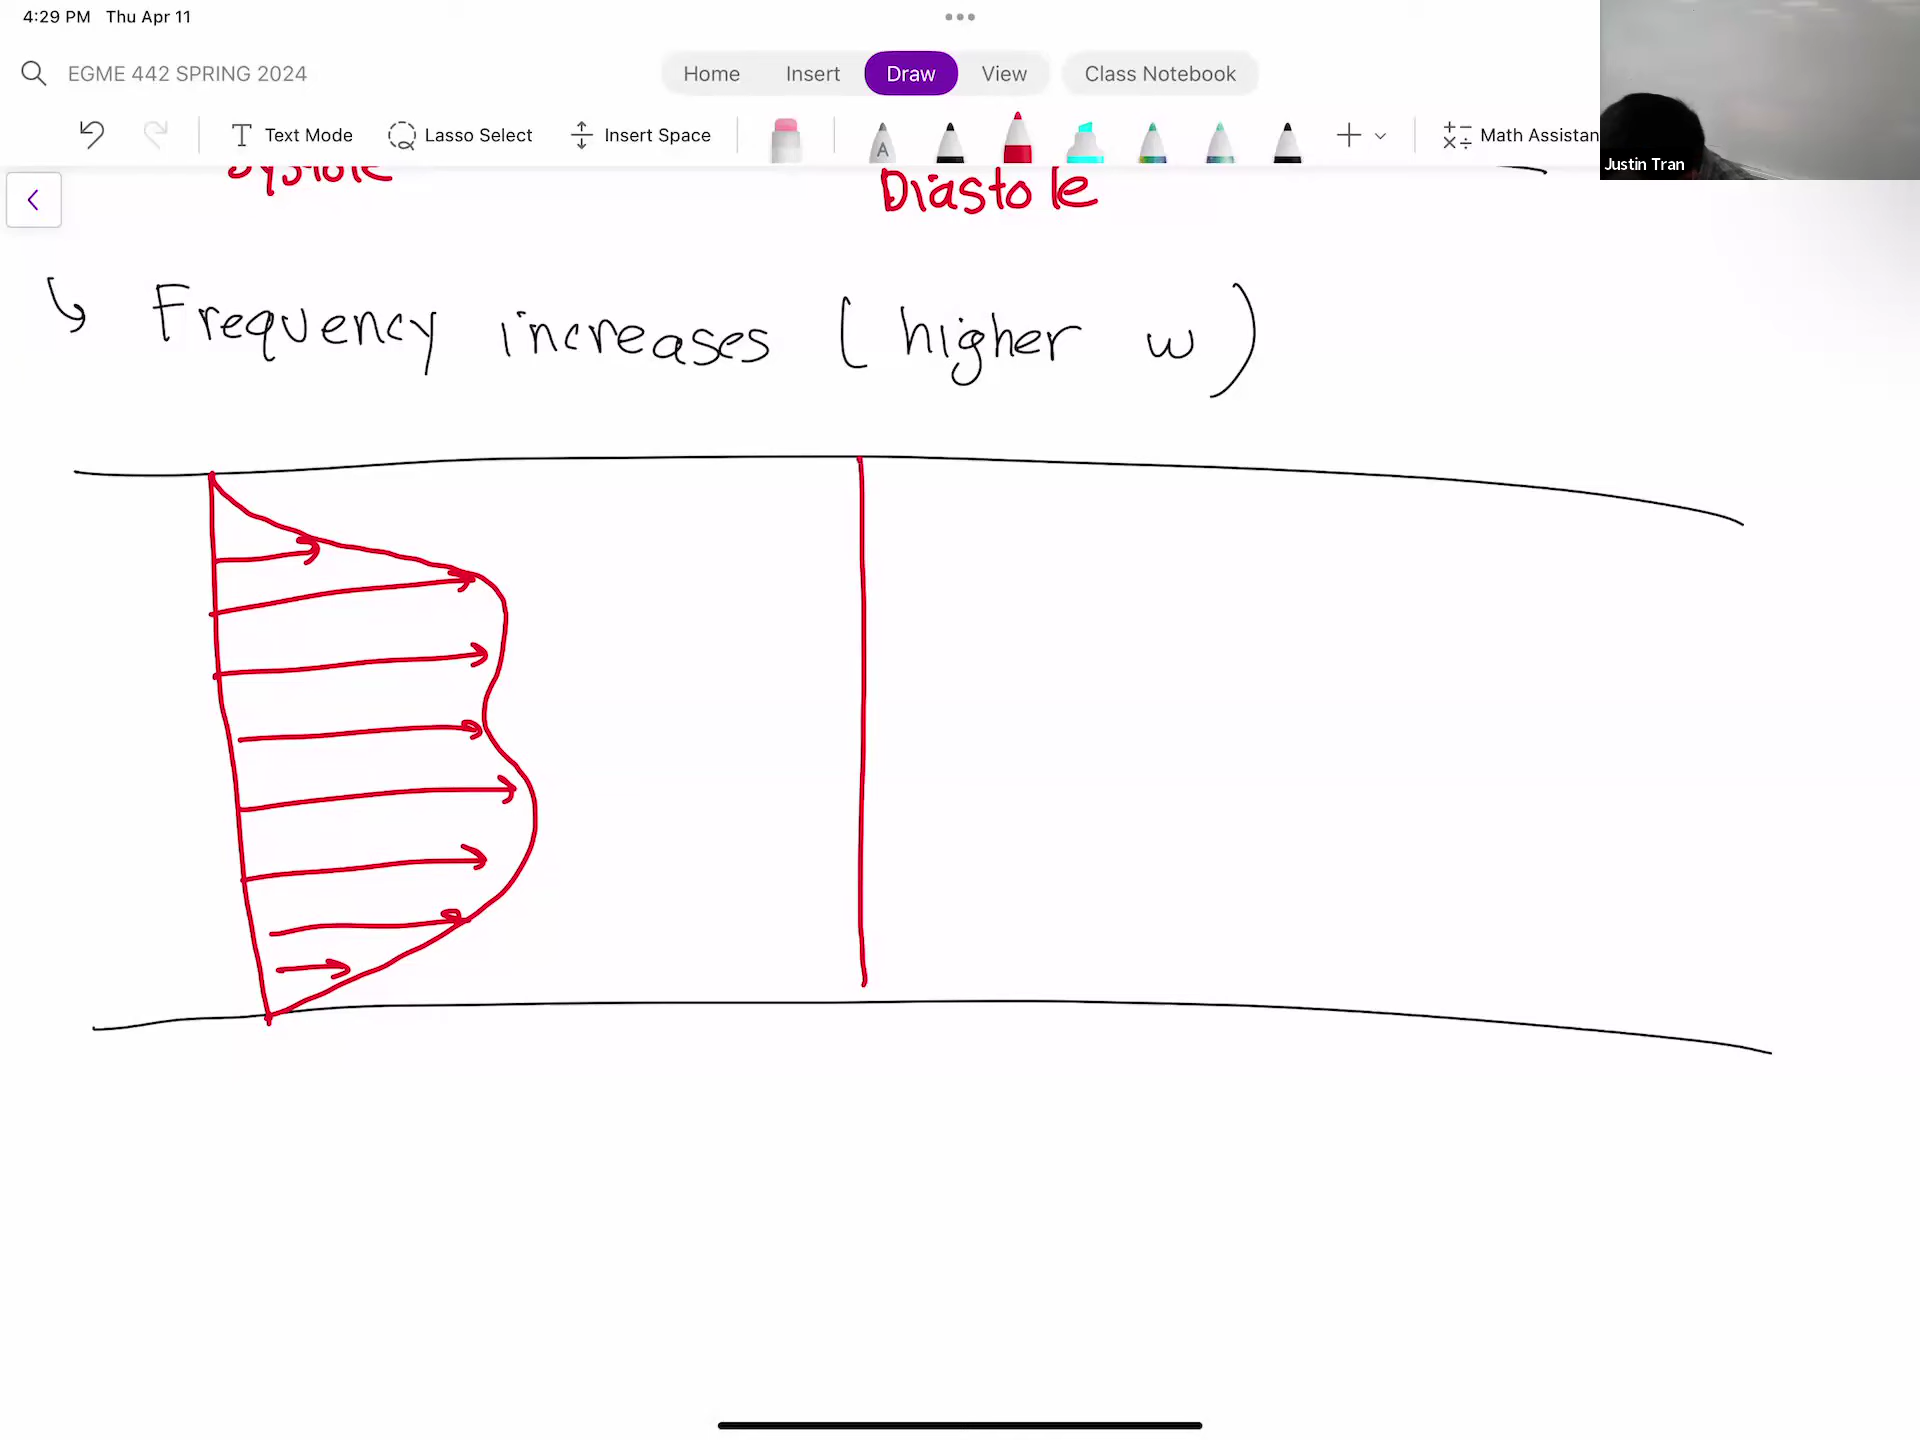 4:29 PM Thu Apr 11
EGME 442 SPRING 2024
Home Insert Draw View Class Notebook
Text Mode Lasso Select Insert Space A Math Assistan
Justin Tran
Systole Diastole
Frequency increases (higher w)